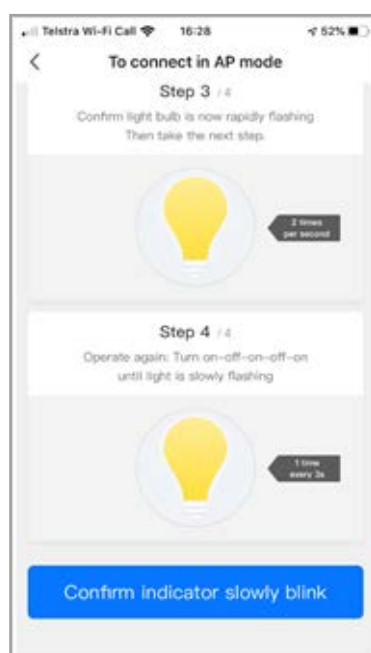 Telstra Wi-Fi Call 16:28 52%
To connect in AP mode
Step 3 /4
Confirm light bulb is now rapidly flashing
Then take the next step.
2 times
per second
Step 4 /4
Operate again: Turn on-off-on-off-on
until light is slowly flashing
1 time
every 3s
Confirm indicator slowly blink